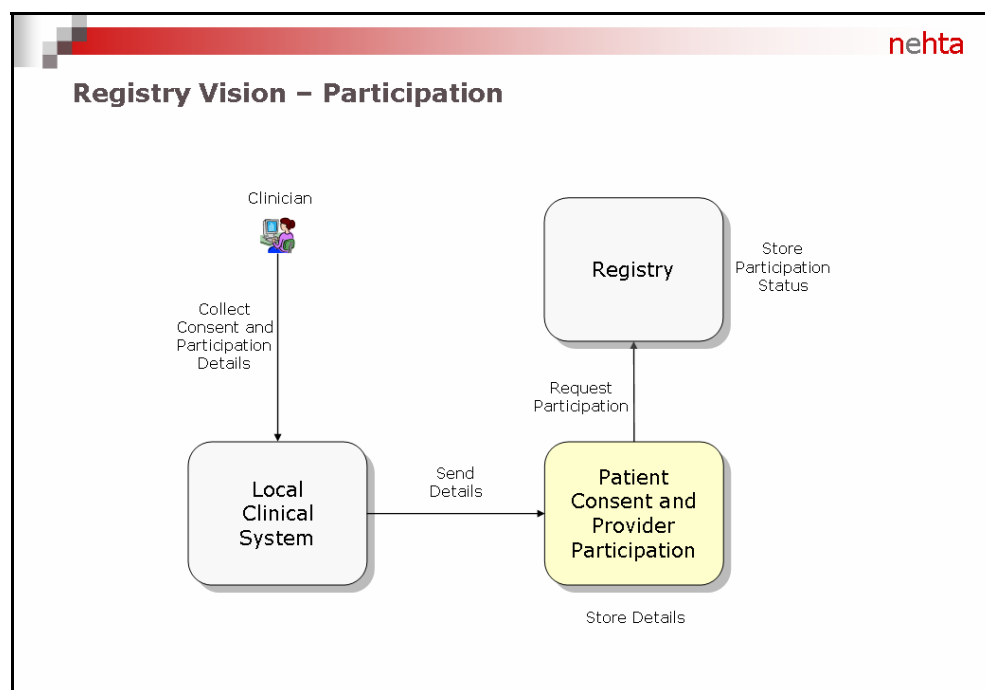 nehta
Registry Vision – Participation
Clinician
Collect
Consent and
Participation
Details
Local
Clinical
System
Send
Details
Patient
Consent and
Provider
Participation
Store Details
Request
Participation
Registry
Store
Participation
Status